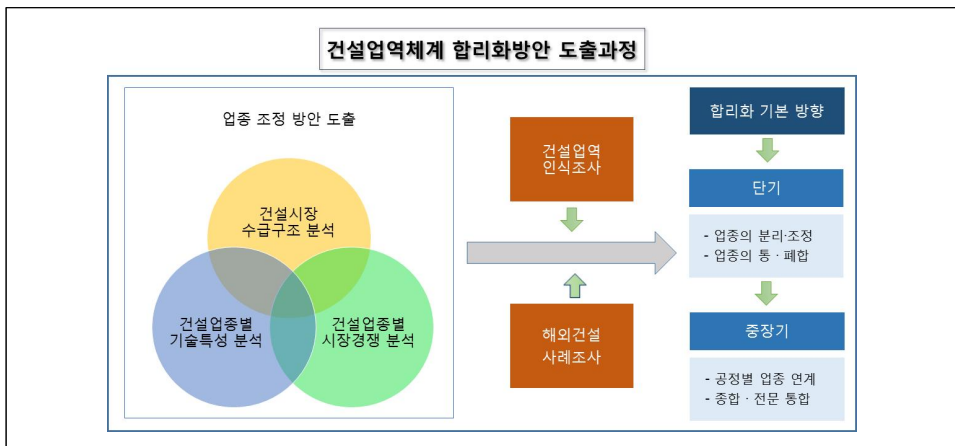 건설업역체계 합리화방안 도출과정
업종 조정 방안 도출
건설시장
수급구조 분석
건설업종별
기술특성 분석
건설업종별
시장경쟁 분석
건설업역
인식조사
해외건설
사례조사
합리화 기본 방향
단기
- 업종의 분리·조정
- 업종의 통 · 폐합
중장기
- 공정별 업종 연계
- 종합 · 전문 통합